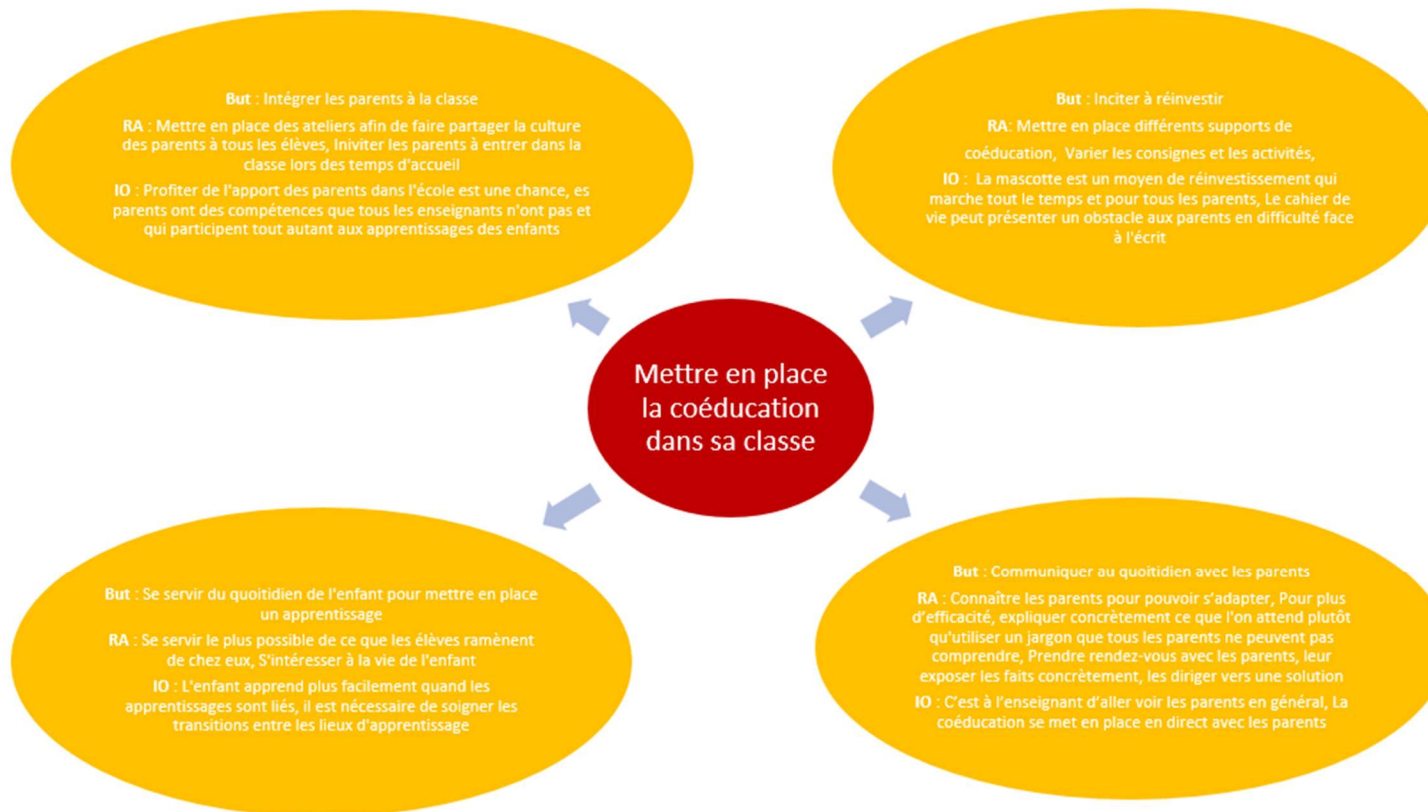 But : Intégrer les parents à la classe
RA : Mettre en place des ateliers afin de faire partager la culture
des parents à tous les élèves, Iniviter les parents à entrer dans la
classe lors des temps d'accueil
IO : Profiter de l'apport des parents dans l'école est une chance, es
parents ont des compétences que tous les enseignants n'ont pas et
qui participent tout autant aux apprentissages des enfants
But : Inciter à réinvestir
RA: Mettre en place différents supports de
coéducation, Varier les consignes et les activités,
IO : La mascotte est un moyen de réinvestissement qui
marche tout le temps et pour tous les parents, Le cahier de
vie peut présenter un obstacle aux parents en difficulté face
à l'écrit
Mettre en place
la coéducation
dans sa classe
But : Se servir du quoitidien de l'enfant pour mettre en place
un apprentissage
RA : Se servir le plus possible de ce que les élèves ramènent
de chez eux, S'intéresser à la vie de l'enfant
IO : L'enfant apprend plus facilement quand les
apprentissages sont liés, il est nécessaire de soigner les
transitions entre les lieux d'apprentissage
But : Communiquer au quoitidien avec les parents
RA : Connaître les parents pour pouvoir s'adapter, Pour plus
d'efficacité, expliquer concrètement ce que l'on attend plutôt
qu'utiliser un jargon que tous les parents ne peuvent pas
comprendre, Prendre rendez-vous avec les parents, leur
exposer les faits concrètement, les diriger vers une solution
IO : C'est à l'enseignant d'aller voir les parents en général, La
coéducation se met en place en direct avec les parents